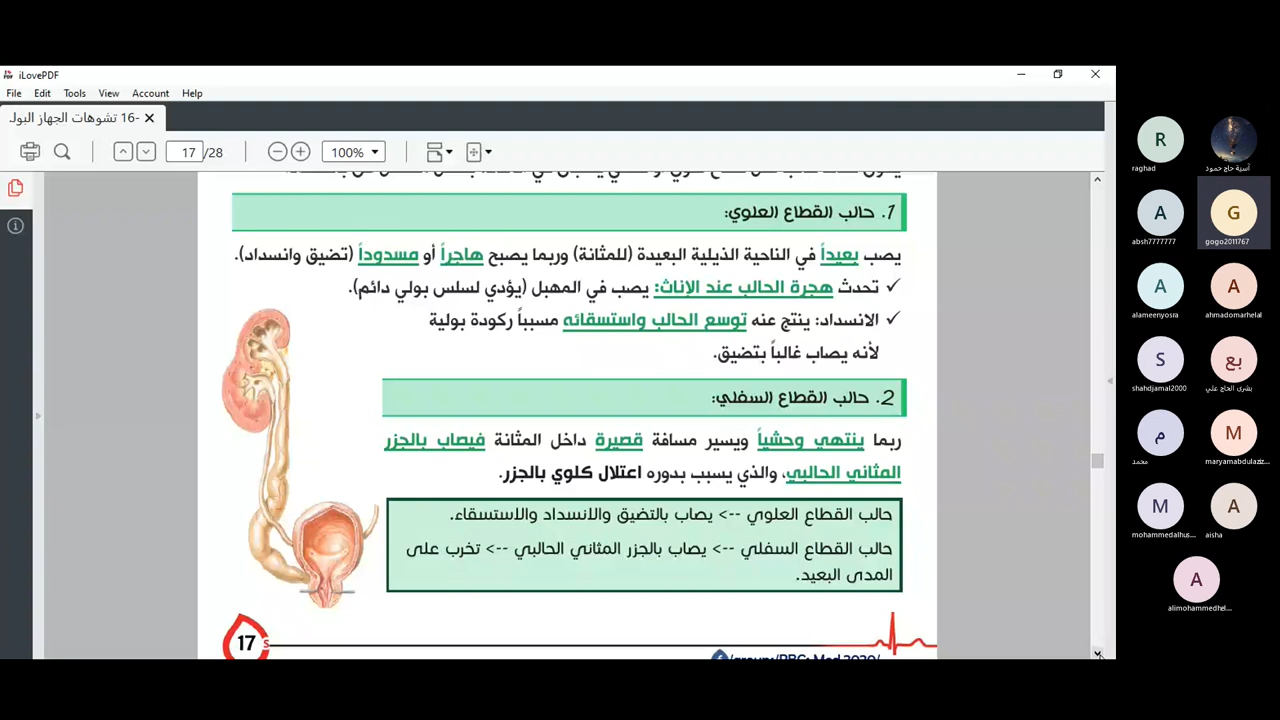 iLovePDF
File Edit Tools View Account Help
16- تشوهات الجهاز البول
17 /28
100%
1. حالب القطاع العلوي:
يصب بعيداً في الناحية الذيلية البعيدة (للمثانة) وربما يصبح هاجراً أو مسدوداً (تضيق وانسداد).
✓ تحدث هجرة الحالب عند الإناث: يصب في المهبل (يؤدي لسلس بولي دائم).
✓ الانسداد: ينتج عنه توسع الحالب واستسقائه مسبباً ركودة بولية
لأنه يصاب غالباً بتضيق.
2. حالب القطاع السفلي:
ربما ينتهي وحشياً ويسير مسافة قصيرة داخل المثانة فيصاب بالجزر
المثاني الحالبي، والذي يسبب بدوره اعتلال كلوي بالجزر.
حالب القطاع العلوي --> يصاب بالتضيق والانسداد والاستسقاء.
حالب القطاع السفلي --> يصاب بالجزر المثاني الحالبي --> تخرب على
المدى البعيد.
17
R
raghad
آسية حاج حمود
A
absh7777777
G
gogo2011767
A
alameenyosra
A
ahmadomarhelal
S
shahdjamal2000
بع
بشرى الحاج علي
م
محمد
M
maryamabdulaziz...
M
mohammedalhus...
A
aisha
A
alimohammedhel...